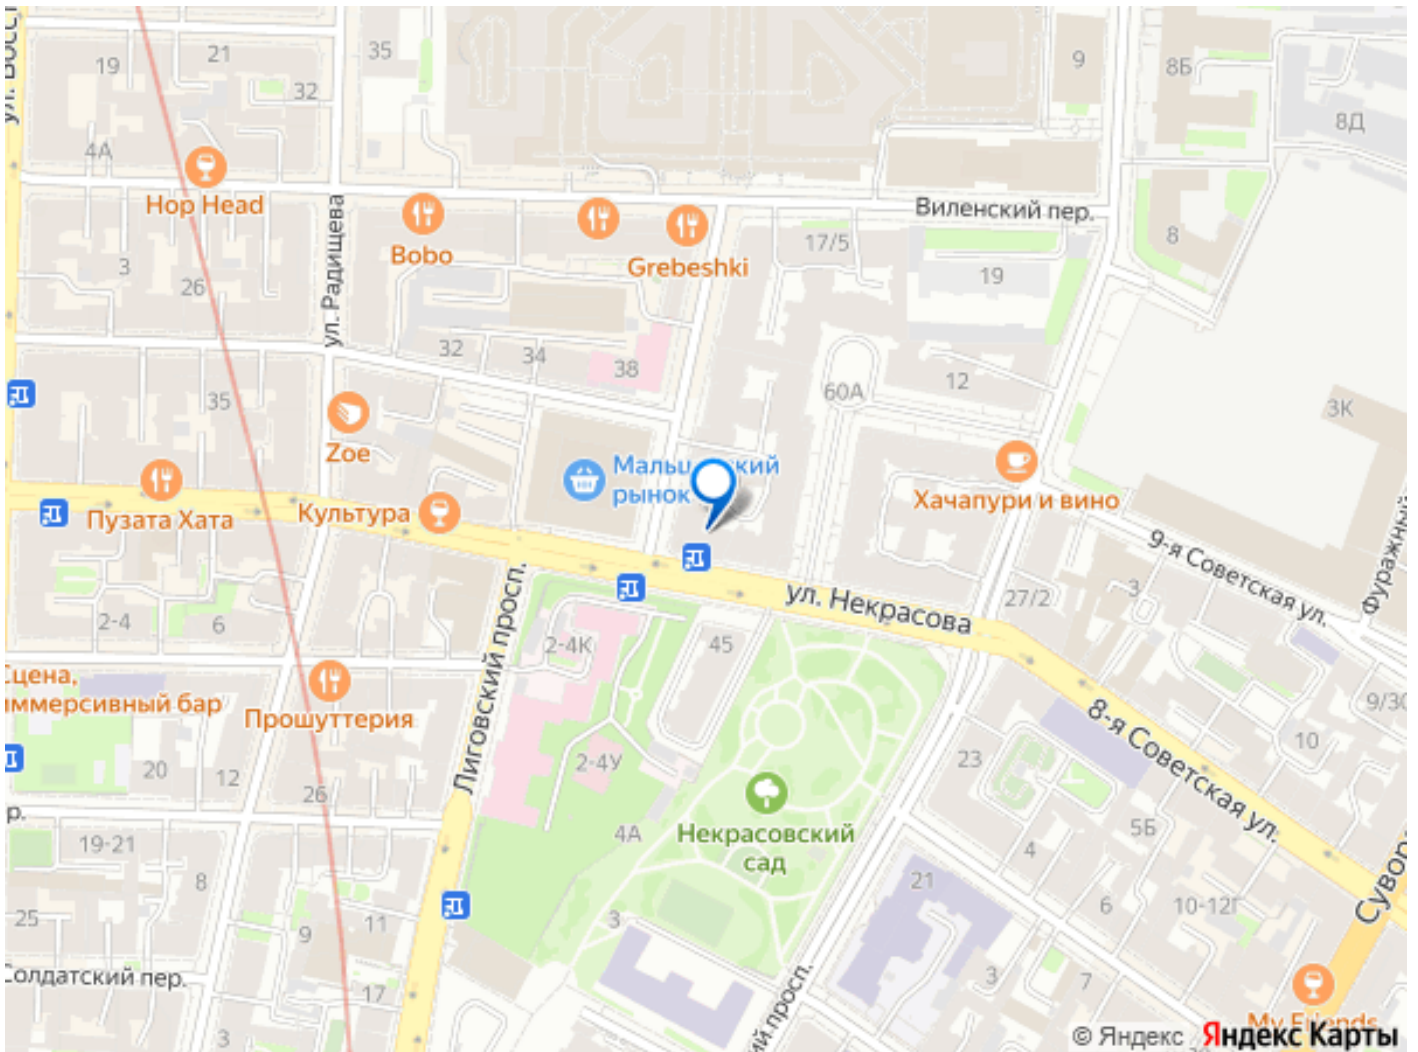 ул. Восст
19
21
32
35
4А
Hop Head
3
26
ул. Радищева
Bobo
Grebeshki
17/5
Виленский пер.
9
8Б
8Д
8
19
32
34
38
35
60А
12
3К
Zoe
Мальц
кий
рынок
Хачапури и вино
Пузата Хата
Культура
9-я Советская ул.
Фуражный
ул. Некрасова
27/2
3
2-4
6
2-4К
45
Сцена,
иммерсивный бар
Прошуттерия
Лиговский просп.
8-я Советская ул.
9/30
10
20
12
26
2-4У
23
р.
19-21
4А
Некрасовский
сад
5Б
4
8
21
6
10-12Г
Суворо
25
9
11
3
Солдатский пер.
17
3
ий просп.
3
7
My Friends
© Яндекс
Яндекс Карты